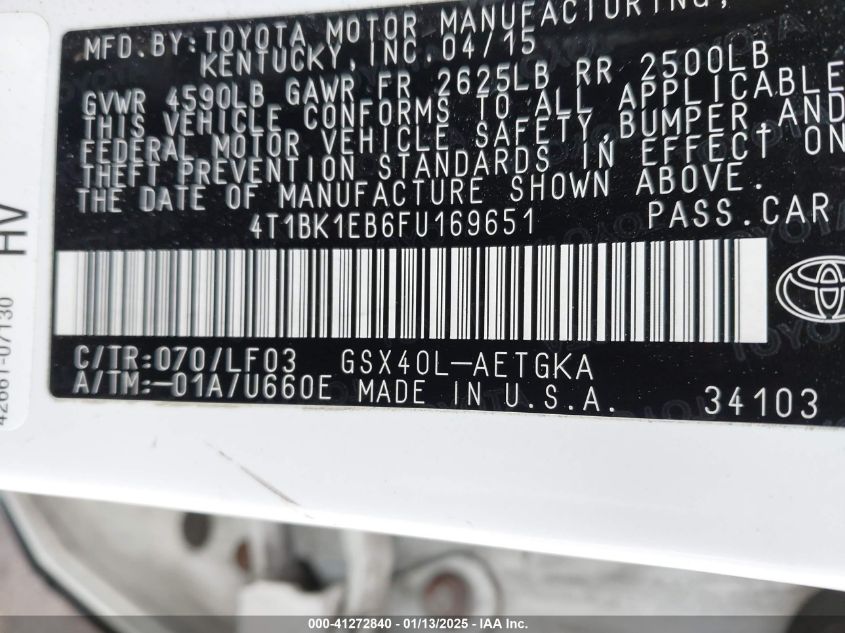 MFD. BY: TOYOTA MOTOR MANUFACTURING,
KENTUCKY, INC. 04/15
GVWR 4590LB GAWR FR 2625LB RR 2500LB
THIS VEHICLE CONFORMS TO ALL APPLICABLE
FEDERAL MOTOR VEHICLE SAFETY, BUMPER, AND
THEFT PREVENTION STANDARDS IN EFFECT ON
THE DATE OF MANUFACTURE SHOWN ABOVE.
4T1BK1EB6FU169651 PASS. CAR
C/TR: 070/LF03 GSX40L-AETGKA
A/TM: -01A/U660E MADE IN U.S.A. 34103
HV
42661-07130
000-41272840 01/13/2025 © IAA